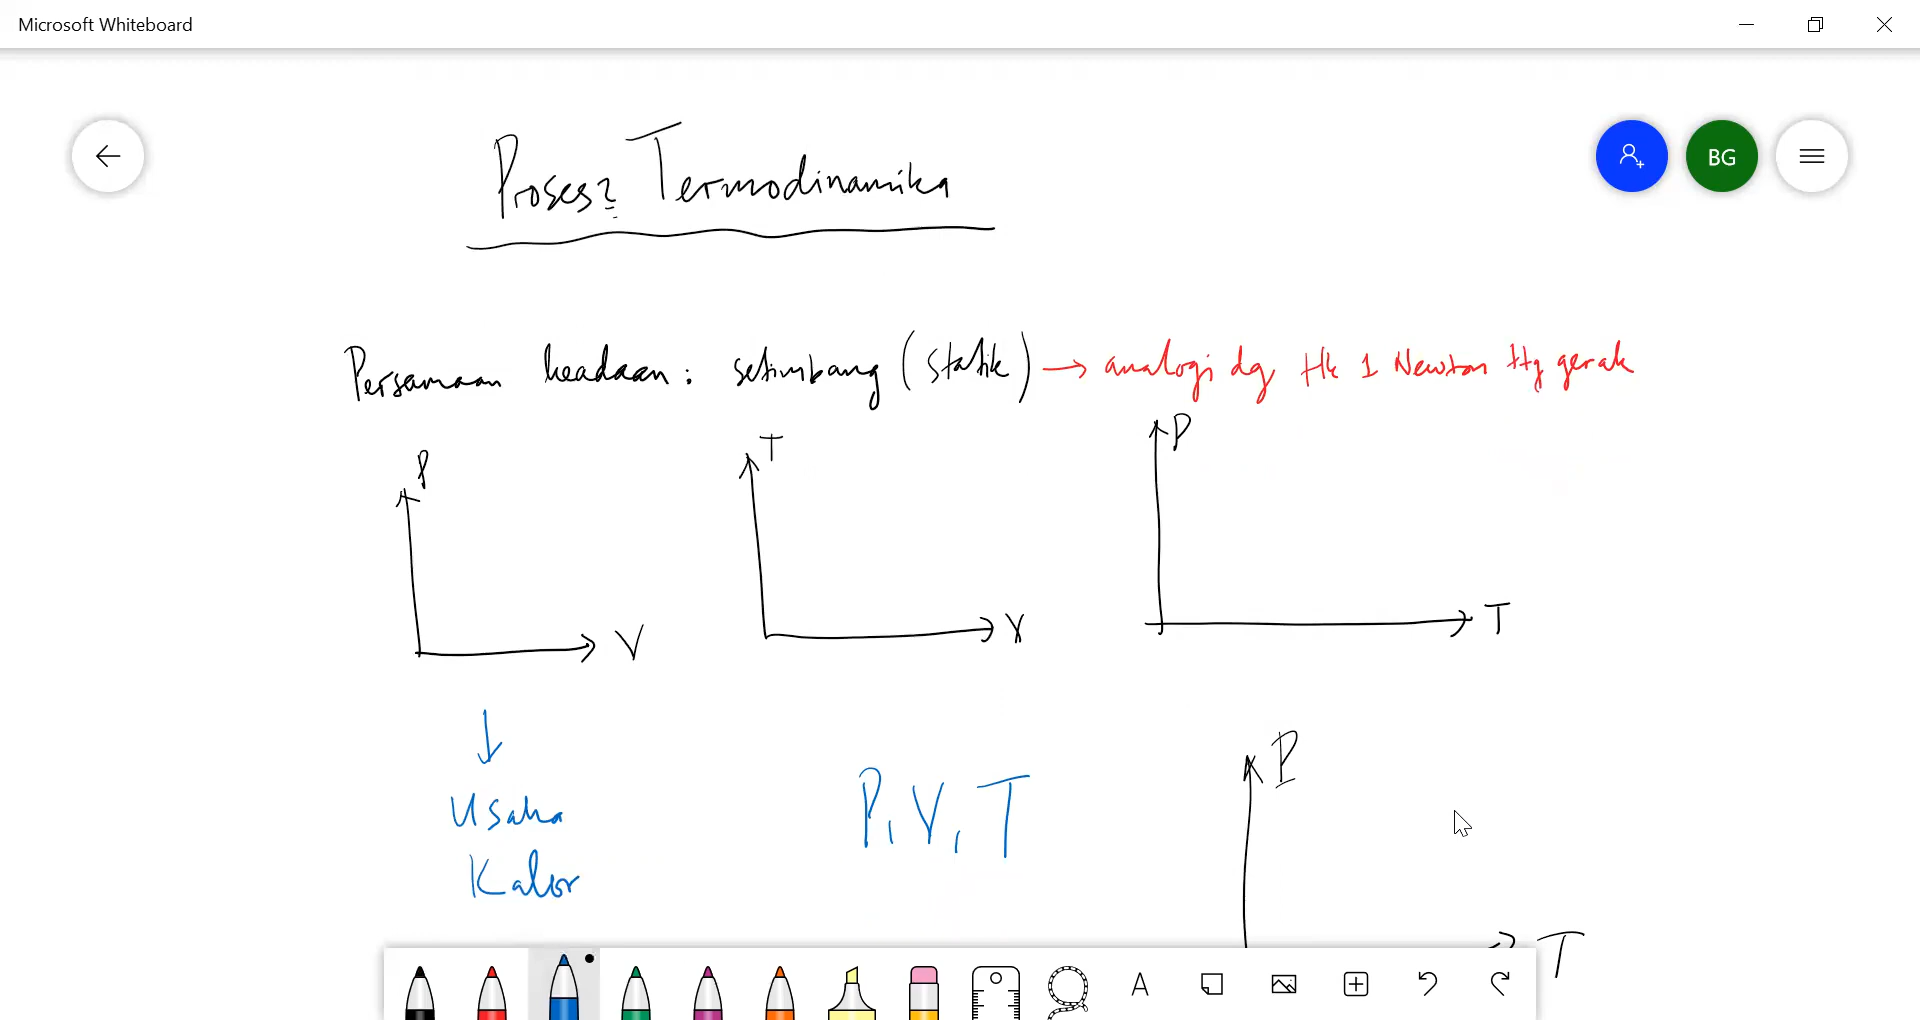 Microsoft Whiteboard
BG
Proses2 Termodinamika
Persamaan keadaan : setimbang (statik) → analogi dg Hk 1 Newton ttg gerak
P
V
T
V
P
T
↓
Usaha
Kalor
P, V, T
P
T
A